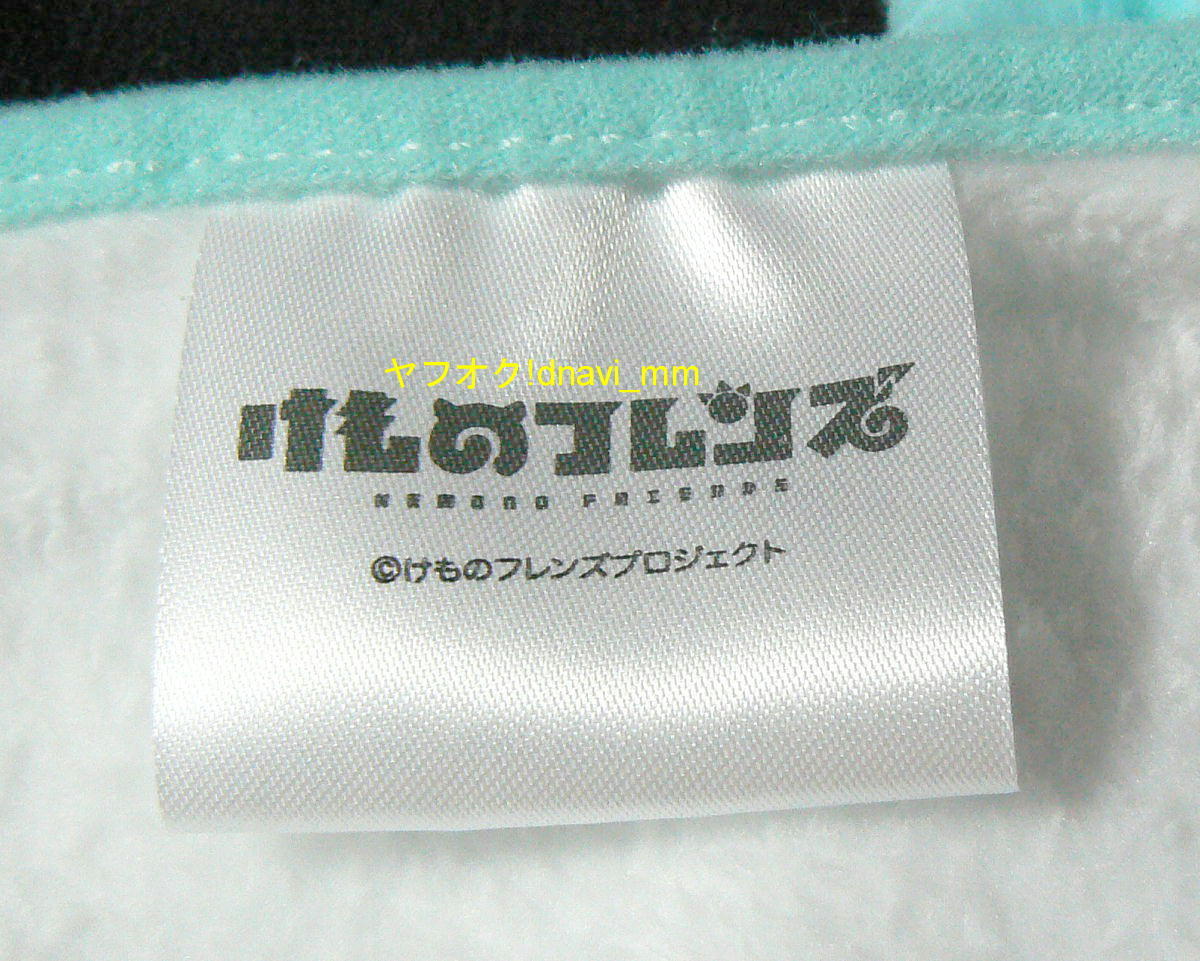 ヤフオク!dnavi_mm
けものフレンズ
KEMONO FRIENDS
©けものフレンズプロジェクト